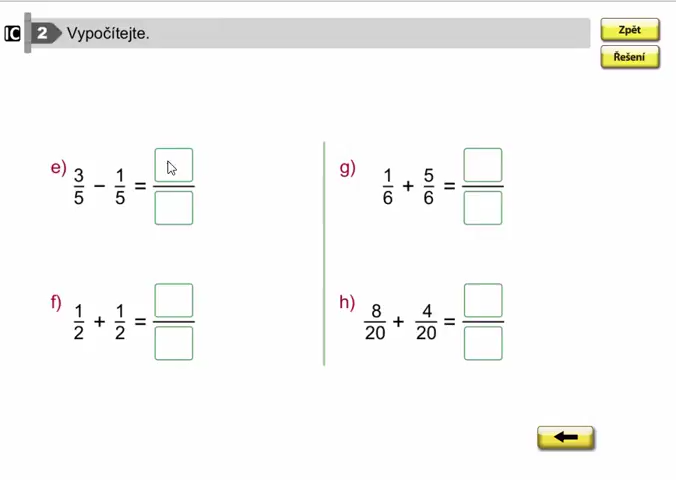 IC 2 Vypočítejte.
Zpět
Řešení
e) 3/5 − 1/5 =
g) 1/6 + 5/6 =
f) 1/2 + 1/2 =
h) 8/20 + 4/20 =